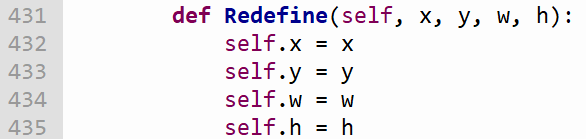 431 def Redefine(self, x, y, w, h):
432 self.x = x
433 self.y = y
434 self.w = w
435 self.h = h